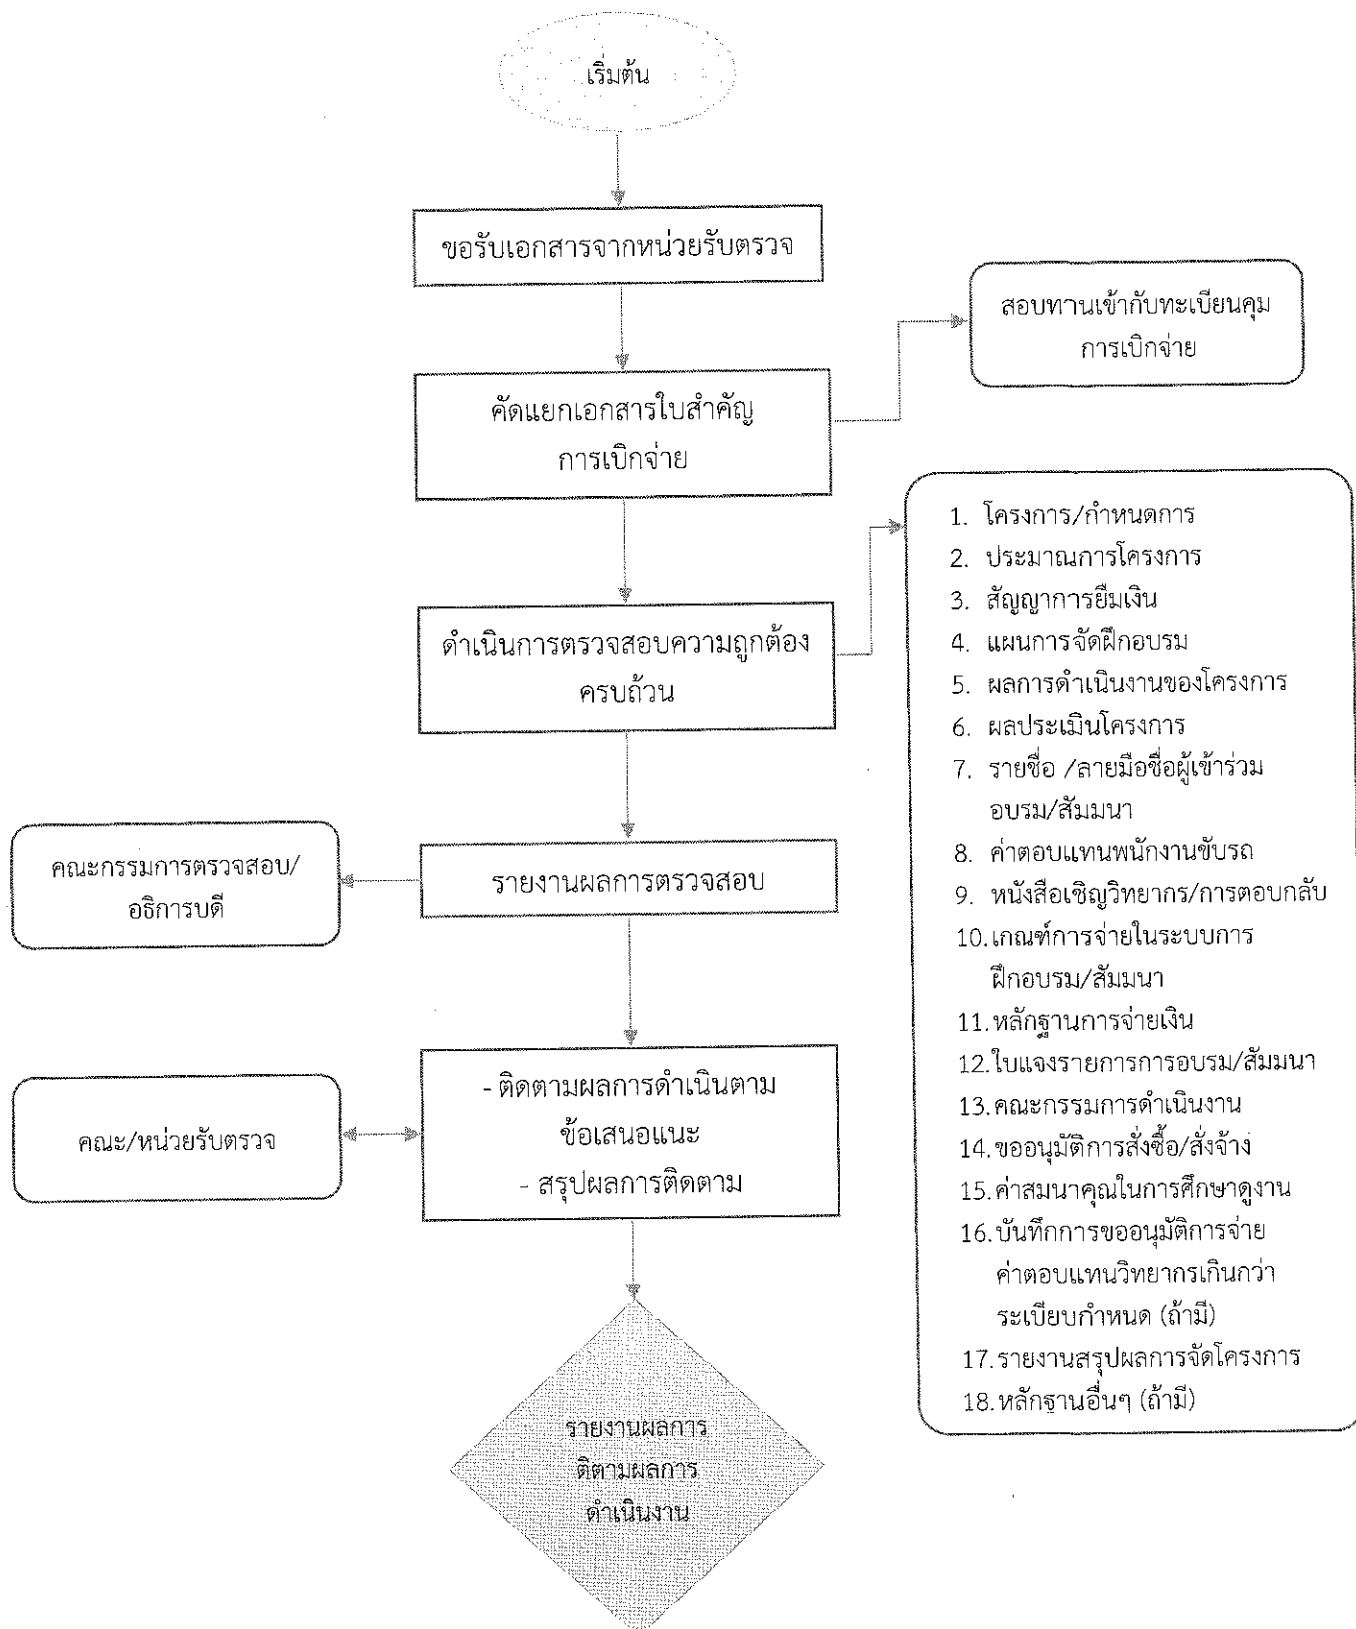 เริ่มต้น
ขอรับเอกสารจากหน่วยรับตรวจ
สอบทานเข้ากับทะเบียนคุม
การเบิกจ่าย
คัดแยกเอกสารใบสำคัญ
การเบิกจ่าย
ดำเนินการตรวจสอบความถูกต้อง
ครบถ้วน
1. โครงการ/กำหนดการ
2. ประมาณการโครงการ
3. สัญญาการยืมเงิน
4. แผนการจัดฝึกอบรม
5. ผลการดำเนินงานของโครงการ
6. ผลประเมินโครงการ
7. รายชื่อ /ลายมือชื่อผู้เข้าร่วม
อบรม/สัมมนา
8. ค่าตอบแทนพนักงานขับรถ
9. หนังสือเชิญวิทยากร/การตอบกลับ
10.เกณฑ์การจ่ายในระบบการ
ฝึกอบรม/สัมมนา
11.หลักฐานการจ่ายเงิน
12.ใบแจงรายการการอบรม/สัมมนา
13.คณะกรรมการดำเนินงาน
14.ขออนุมัติการสั่งซื้อ/สั่งจ้าง
15.ค่าสมนาคุณในการศึกษาดูงาน
16.บันทึกการขออนุมัติการจ่าย
ค่าตอบแทนวิทยากรเกินกว่า
ระเบียบกำหนด (ถ้ามี)
17.รายงานสรุปผลการจัดโครงการ
18.หลักฐานอื่นๆ (ถ้ามี)
รายงานผลการตรวจสอบ
คณะกรรมการตรวจสอบ/
อธิการบดี
- ติดตามผลการดำเนินตาม
ข้อเสนอแนะ
- สรุปผลการติดตาม
คณะ/หน่วยรับตรวจ
รายงานผลการ
ติตามผลการ
ดำเนินงาน